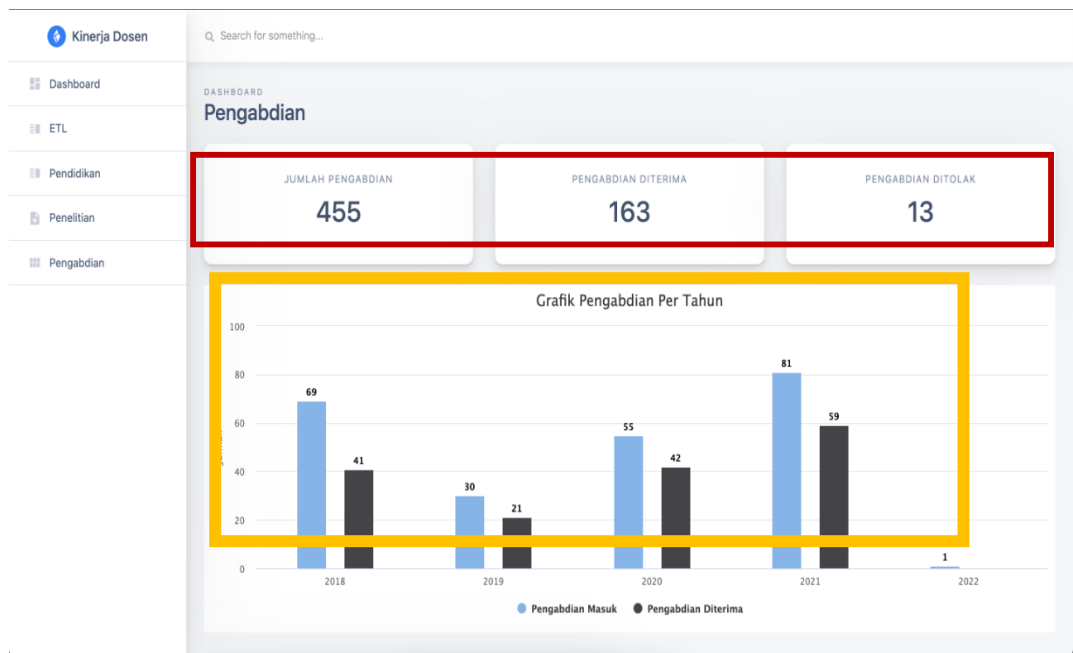 Kinerja Dosen
Search for something...
Dashboard
ETL
Pendidikan
Penelitian
Pengabdian
DASHBOARD
Pengabdian
JUMLAH PENGABDIAN
455
PENGABDIAN DITERIMA
163
PENGABDIAN DITOLAK
13
Grafik Pengabdian Per Tahun
100
80
60
40
20
0
69
41
30
21
55
42
81
59
1
2018
2019
2020
2021
2022
Pengabdian Masuk
Pengabdian Diterima